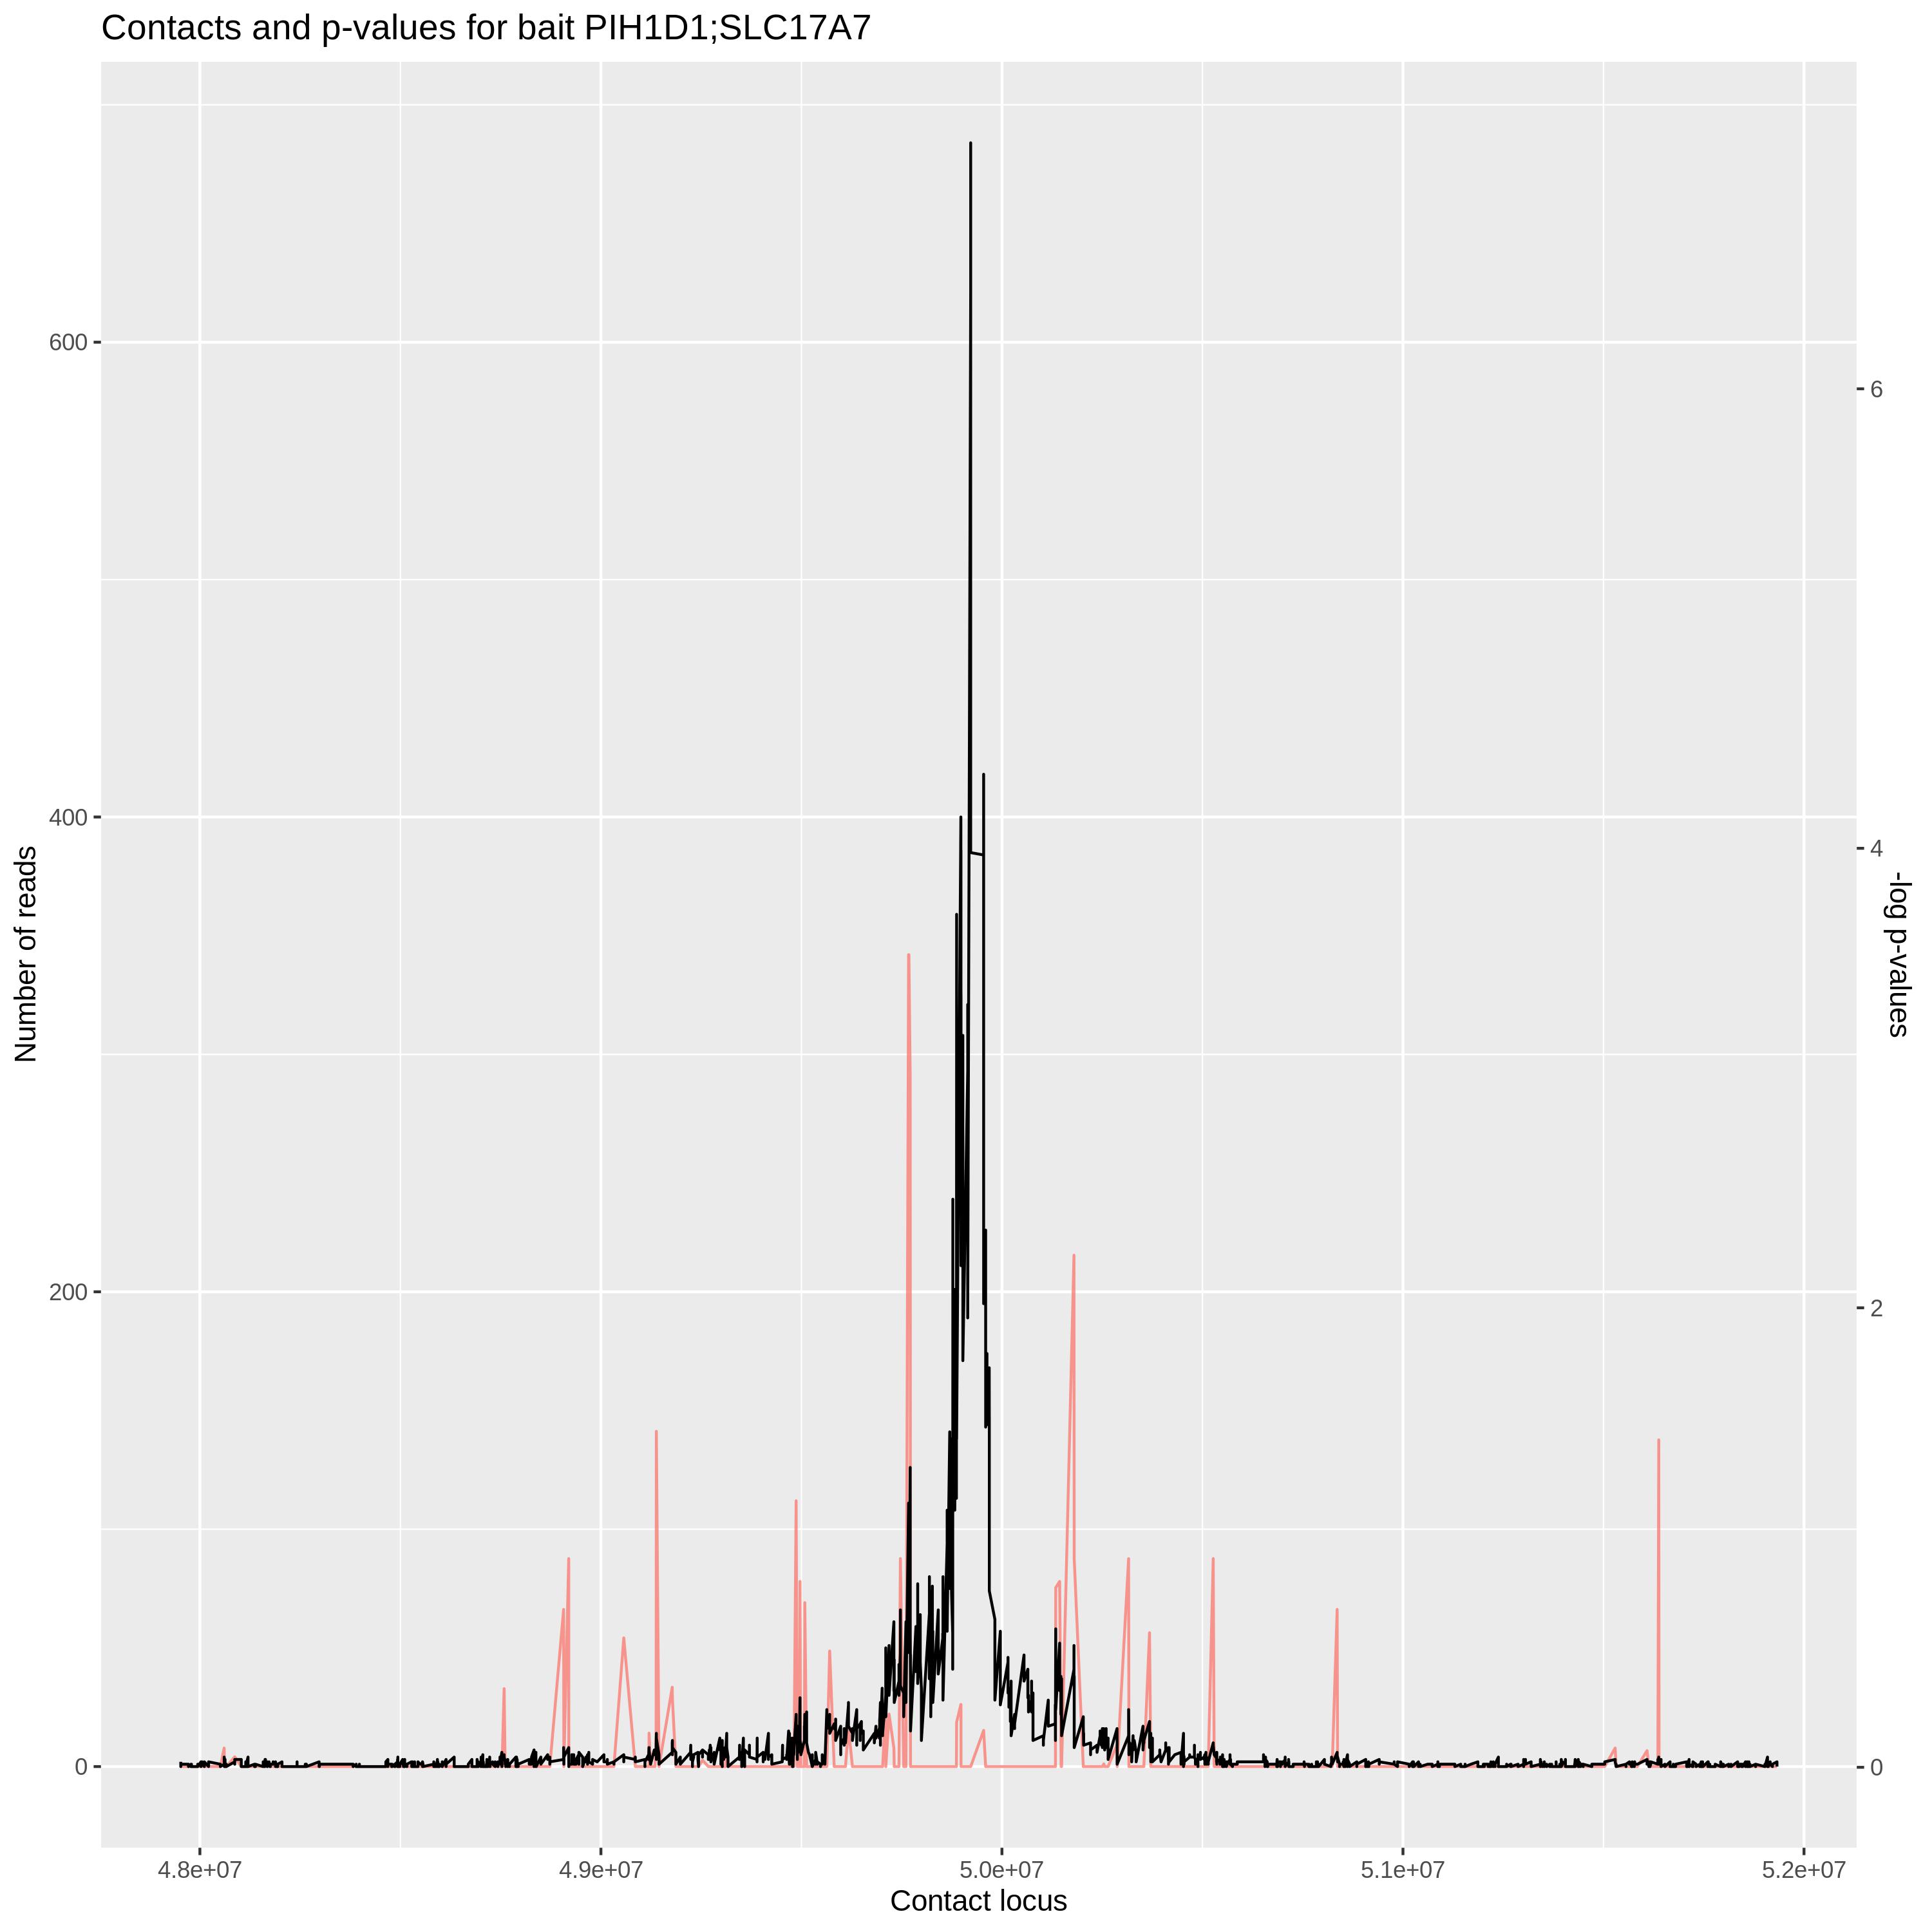 Contacts and p-values for bait PIH1D1;SLC17A7
600
400
200
0
Number of reads
6
4
2
0
-log p-values
4.8e+07
4.9e+07
5.0e+07
5.1e+07
5.2e+07
Contact locus